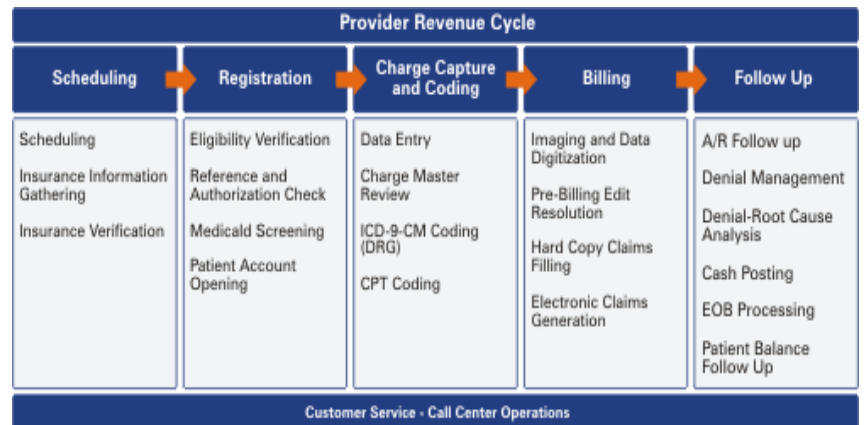 Provider Revenue Cycle
Scheduling
Registration
Charge Capture
and Coding
Billing
Follow Up
Scheduling
Insurance Information
Gathering
Insurance Verification
Eligibility Verification
Reference and
Authorization Check
Medicald Screening
Patient Account
Opening
Data Entry
Charge Master
Review
ICD-9-CM Coding
(DRG)
CPT Coding
Imaging and Data
Digitization
Pre-Billing Edit
Resolution
Hard Copy Claims
Filling
Electronic Claims
Generation
A/R Follow up
Denial Management
Denial-Root Cause
Analysis
Cash Posting
EOB Processing
Patient Balance
Follow Up
Customer Service - Call Center Operations